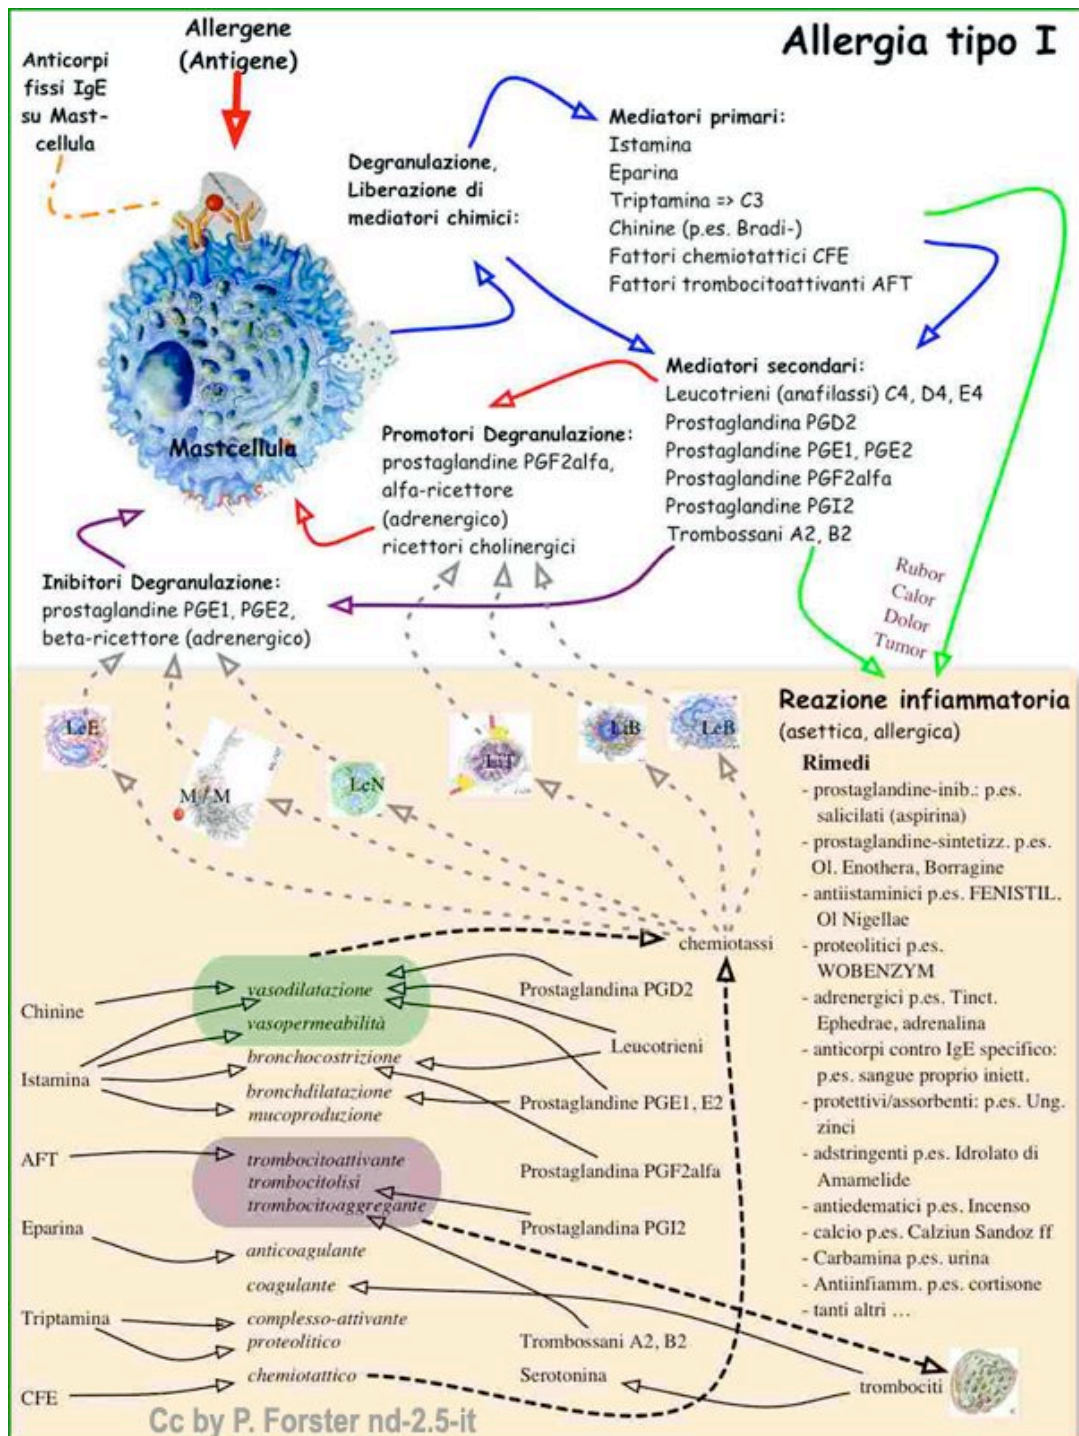 Allergia tipo I
Allergene
(Antigene)
Anticorpi
fissi IgE
su Mast-
cellula
Degranulazione,
Liberazione di
mediatori chimici:
Mediatori primari:
Istamina
Eparina
Triptamina => C3
Chinine (p.es. Bradi-)
Fattori chemiotattici CFE
Fattori trombocitoattivanti AFT
Mediatori secondari:
Leucotrieni (anafilassi) C4, D4, E4
Prostaglandina PGD2
Prostaglandine PGE1, PGE2
Prostaglandine PGF2alfa
Prostaglandine PGI2
Trombossani A2, B2
Mastcellula
Promotori Degranulazione:
prostaglandine PGF2alfa,
alfa-ricettore
(adrenergico)
ricettori cholinergici
Inibitori Degranulazione:
prostaglandine PGE1, PGE2,
beta-ricettore (adrenergico)
Rubor
Calor
Dolor
Tumor
Reazione infiammatoria
(asettica, allergica)
Rimedi
- prostaglandine-inib.: p.es.
salicilati (aspirina)
- prostaglandine-sintetizz. p.es.
Ol. Enothera, Borragine
- antiistaminici p.es. FENISTIL.
Ol Nigellae
- proteolitici p.es.
WOBENZYM
- adrenergici p.es. Tinct.
Ephedrae, adrenalina
- anticorpi contro IgE specifico:
p.es. sangue proprio iniett.
- protettivi/assorbenti: p.es. Ung.
zinci
- adstringenti p.es. Idrolato di
Amamelide
- antiedematici p.es. Incenso
- calcio p.es. Calziun Sandoz ff
- Carbamina p.es. urina
- Antiinfiamm. p.es. cortisone
- tanti altri ...
LeE
M / M
LeN
LiT
LiB
LeB
chemiotassi
Chinine
Istamina
AFT
Eparina
Triptamina
CFE
vasodilatazione
vasopermeabilità
bronchocostrizione
bronchdilatazione
mucoproduzione
trombocitoattivante
trombocitolisi
trombocitoaggregante
anticoagulante
coagulante
complesso-attivante
proteolitico
chemiotattico
Prostaglandina PGD2
Leucotrieni
Prostaglandine PGE1, E2
Prostaglandina PGF2alfa
Prostaglandina PGI2
Trombossani A2, B2
Serotonina
trombociti
Cc by P. Forster nd-2.5-it